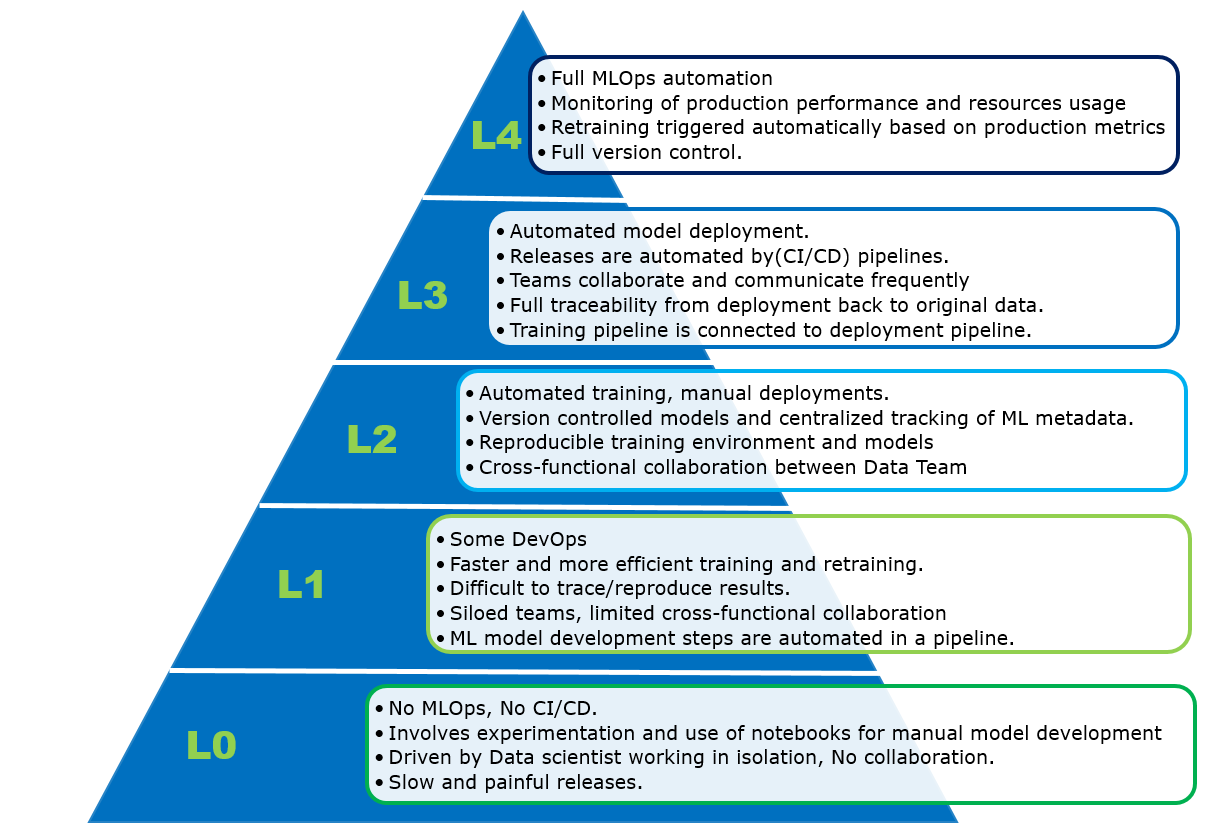 L4
• Full MLOps automation
• Monitoring of production performance and resources usage
• Retraining triggered automatically based on production metrics
• Full version control.
L3
• Automated model deployment.
• Releases are automated by(CI/CD) pipelines.
• Teams collaborate and communicate frequently
• Full traceability from deployment back to original data.
• Training pipeline is connected to deployment pipeline.
L2
• Automated training, manual deployments.
• Version controlled models and centralized tracking of ML metadata.
• Reproducible training environment and models
• Cross-functional collaboration between Data Team
L1
• Some DevOps
• Faster and more efficient training and retraining.
• Difficult to trace/reproduce results.
• Siloed teams, limited cross-functional collaboration
• ML model development steps are automated in a pipeline.
L0
• No MLOps, No CI/CD.
• Involves experimentation and use of notebooks for manual model development
• Driven by Data scientist working in isolation, No collaboration.
• Slow and painful releases.